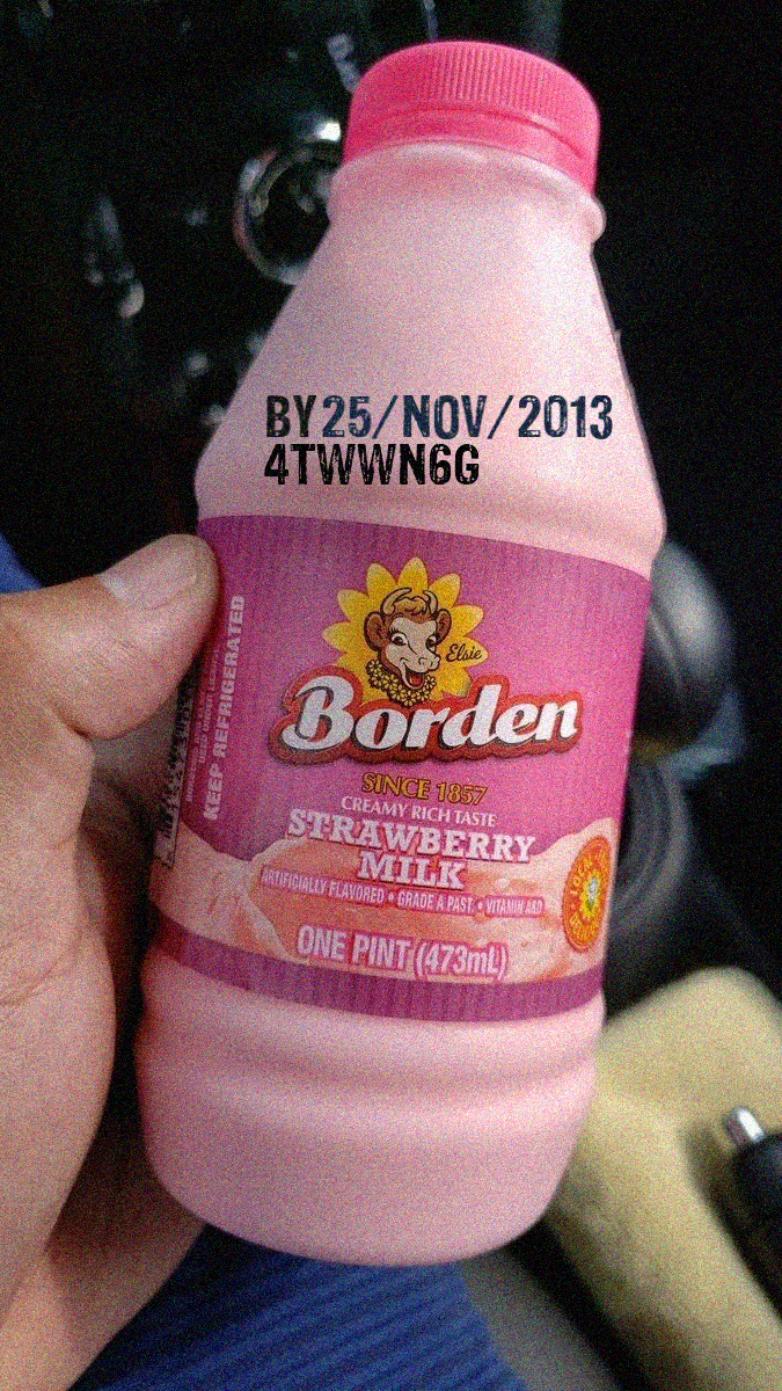 BY 25/NOV/2013
4TWWN6G
Elsie
Borden
SINCE 1857
CREAMY RICH TASTE
STRAWBERRY
MILK
ARTIFICIALLY FLAVORED • GRADE A PAST. • VITAMIN A&D
ONE PINT (473mL)
KEEP REFRIGERATED
LOCAL